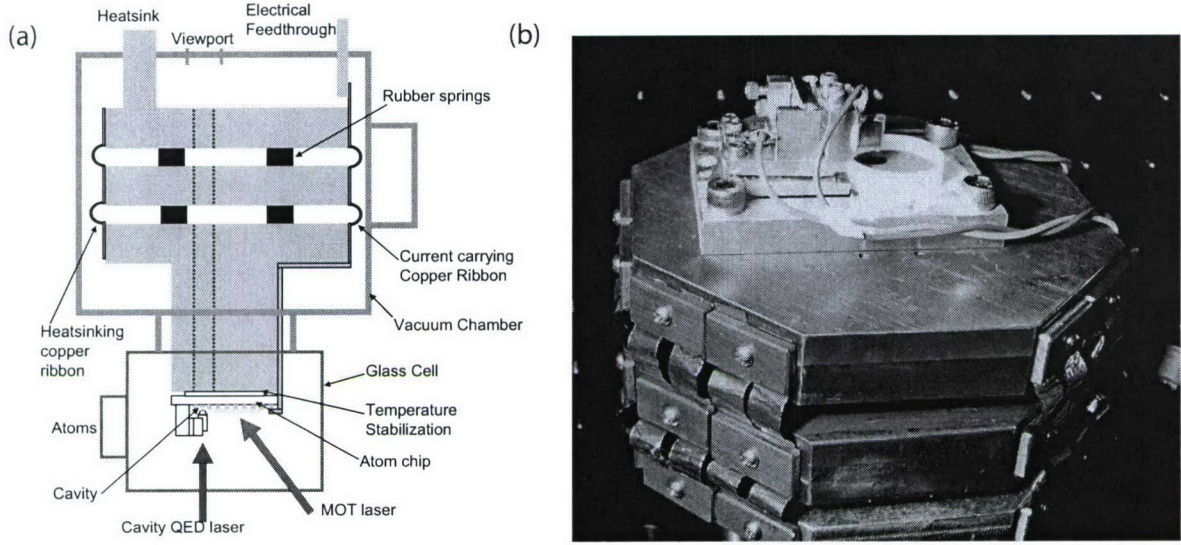 (a)
Heatsink
Viewport
Electrical
Feedthrough
(b)
Rubber springs
Current carrying
Copper Ribbon
Vacuum Chamber
Heatsinking
copper
ribbon
Glass Cell
Temperature
Stabilization
Atoms
Atom chip
Cavity
MOT laser
Cavity QED laser